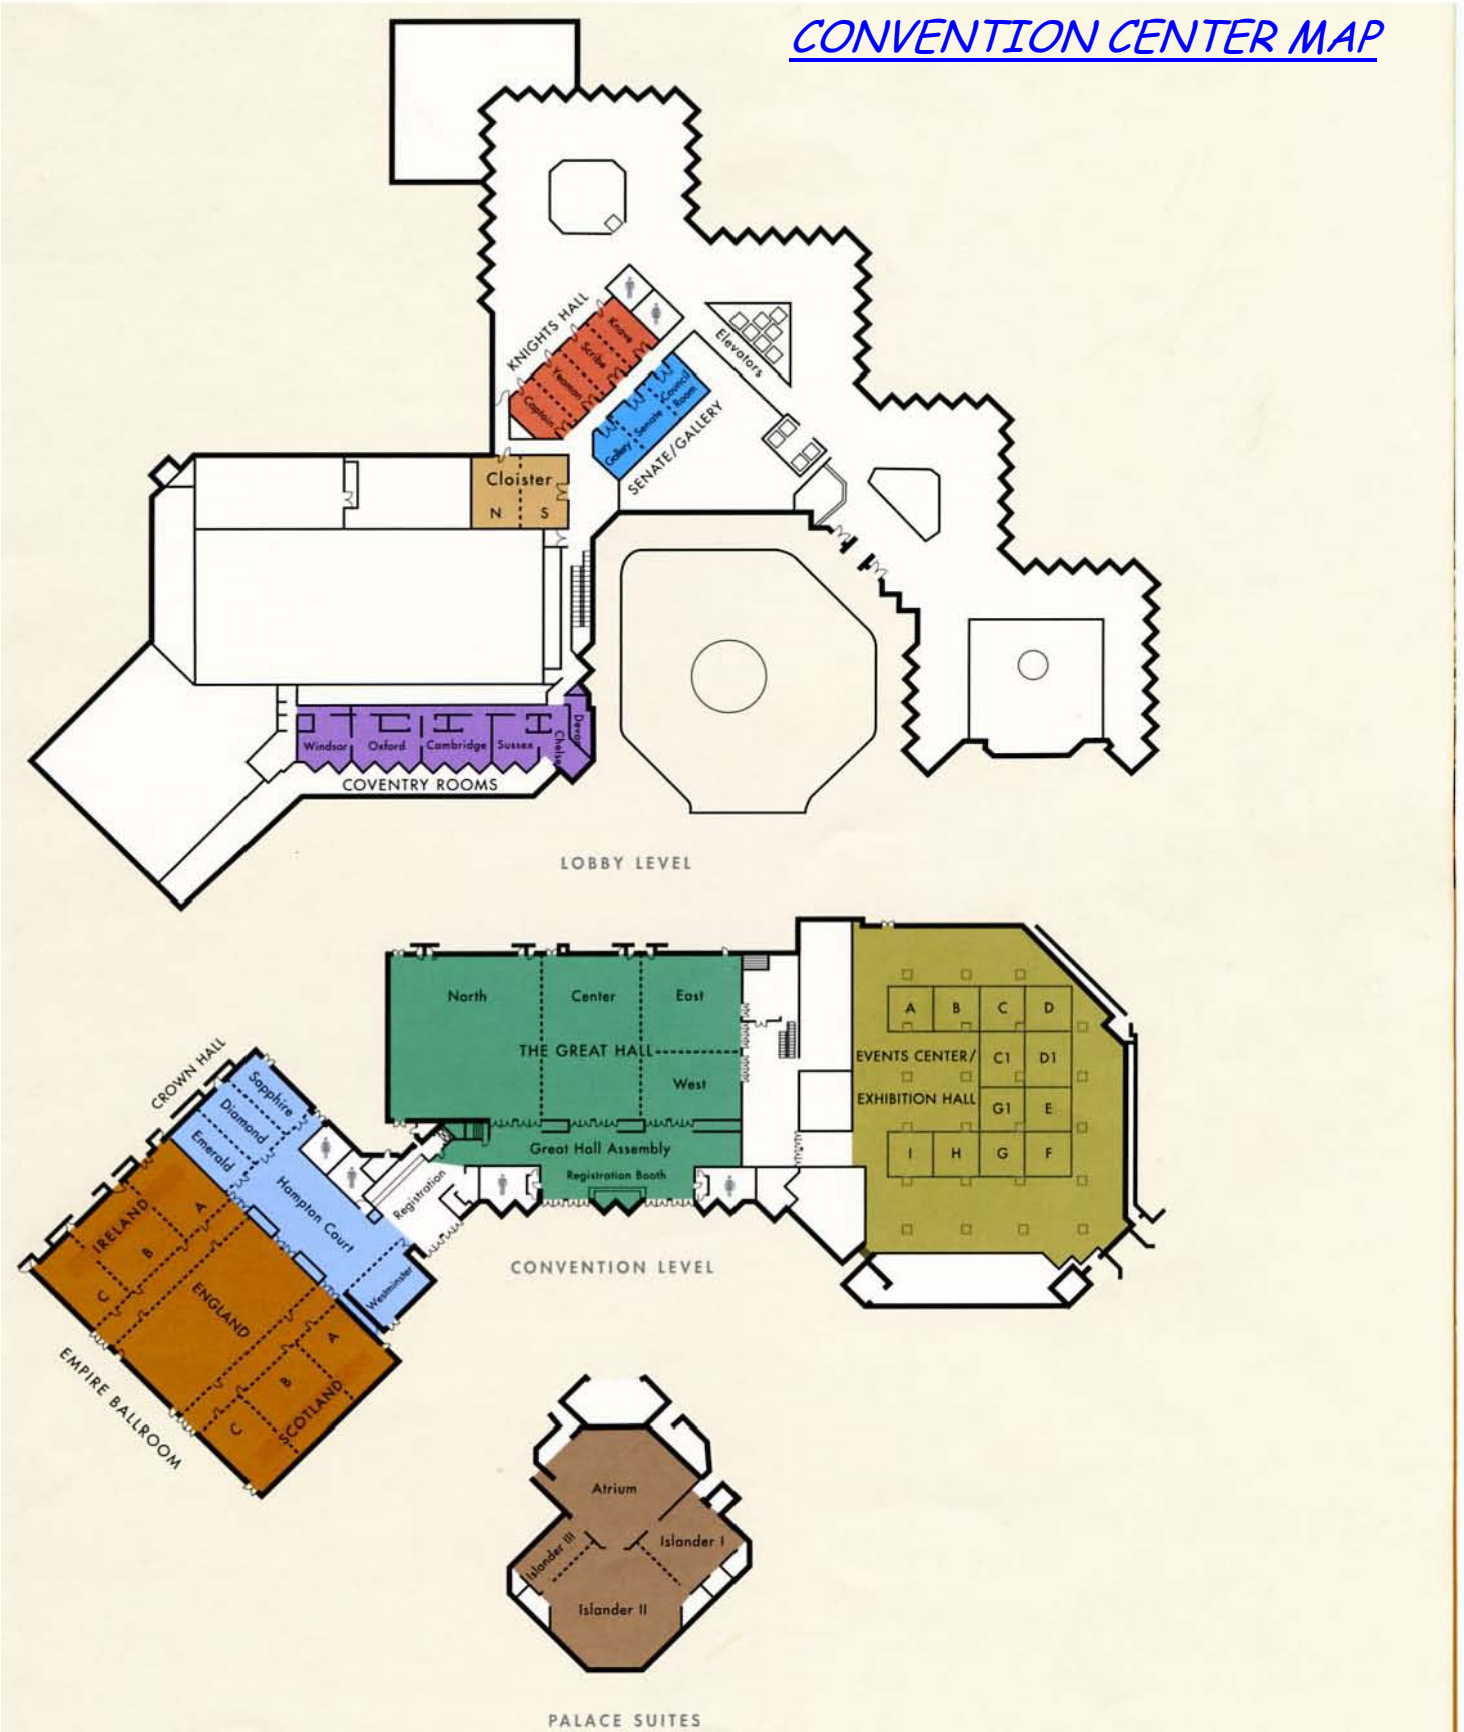 CONVENTION CENTER MAP
KNIGHTS HALL
Knave
Scribe
Yeoman
Captain
Elevators
Council
Room
Senate
Gallery
SENATE/GALLERY
Cloister
N S
Devon
Chelsea
Windsor Oxford Cambridge Sussex
COVENTRY ROOMS
LOBBY LEVEL
North Center East
THE GREAT HALL
West
Great Hall Assembly
Registration Booth
A B C D
EVENTS CENTER/ C1 D1
EXHIBITION HALL G1 E
I H G F
CROWN HALL
Sapphire
Diamond
Emerald
Hampton Court
Registration
Westminster
IRELAND
A
B
C
ENGLAND
A
B
C
SCOTLAND
EMPIRE BALLROOM
CONVENTION LEVEL
Atrium
Islander III
Islander I
Islander II
PALACE SUITES